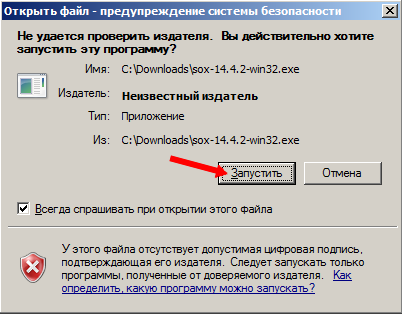 Открыть файл - предупреждение системы безопасности
Не удается проверить издателя.  Вы действительно хотите
запустить эту программу?
Имя: C:\Downloads\sox-14.4.2-win32.exe
Издатель: Неизвестный издатель
Тип: Приложение
Из: C:\Downloads\sox-14.4.2-win32.exe
Запустить Отмена
Всегда спрашивать при открытии этого файла
У этого файла отсутствует допустимая цифровая подпись,
подтверждающая его издателя. Следует запускать только
программы, полученные от доверяемого издателя. Как
определить, какую программу можно запускать?